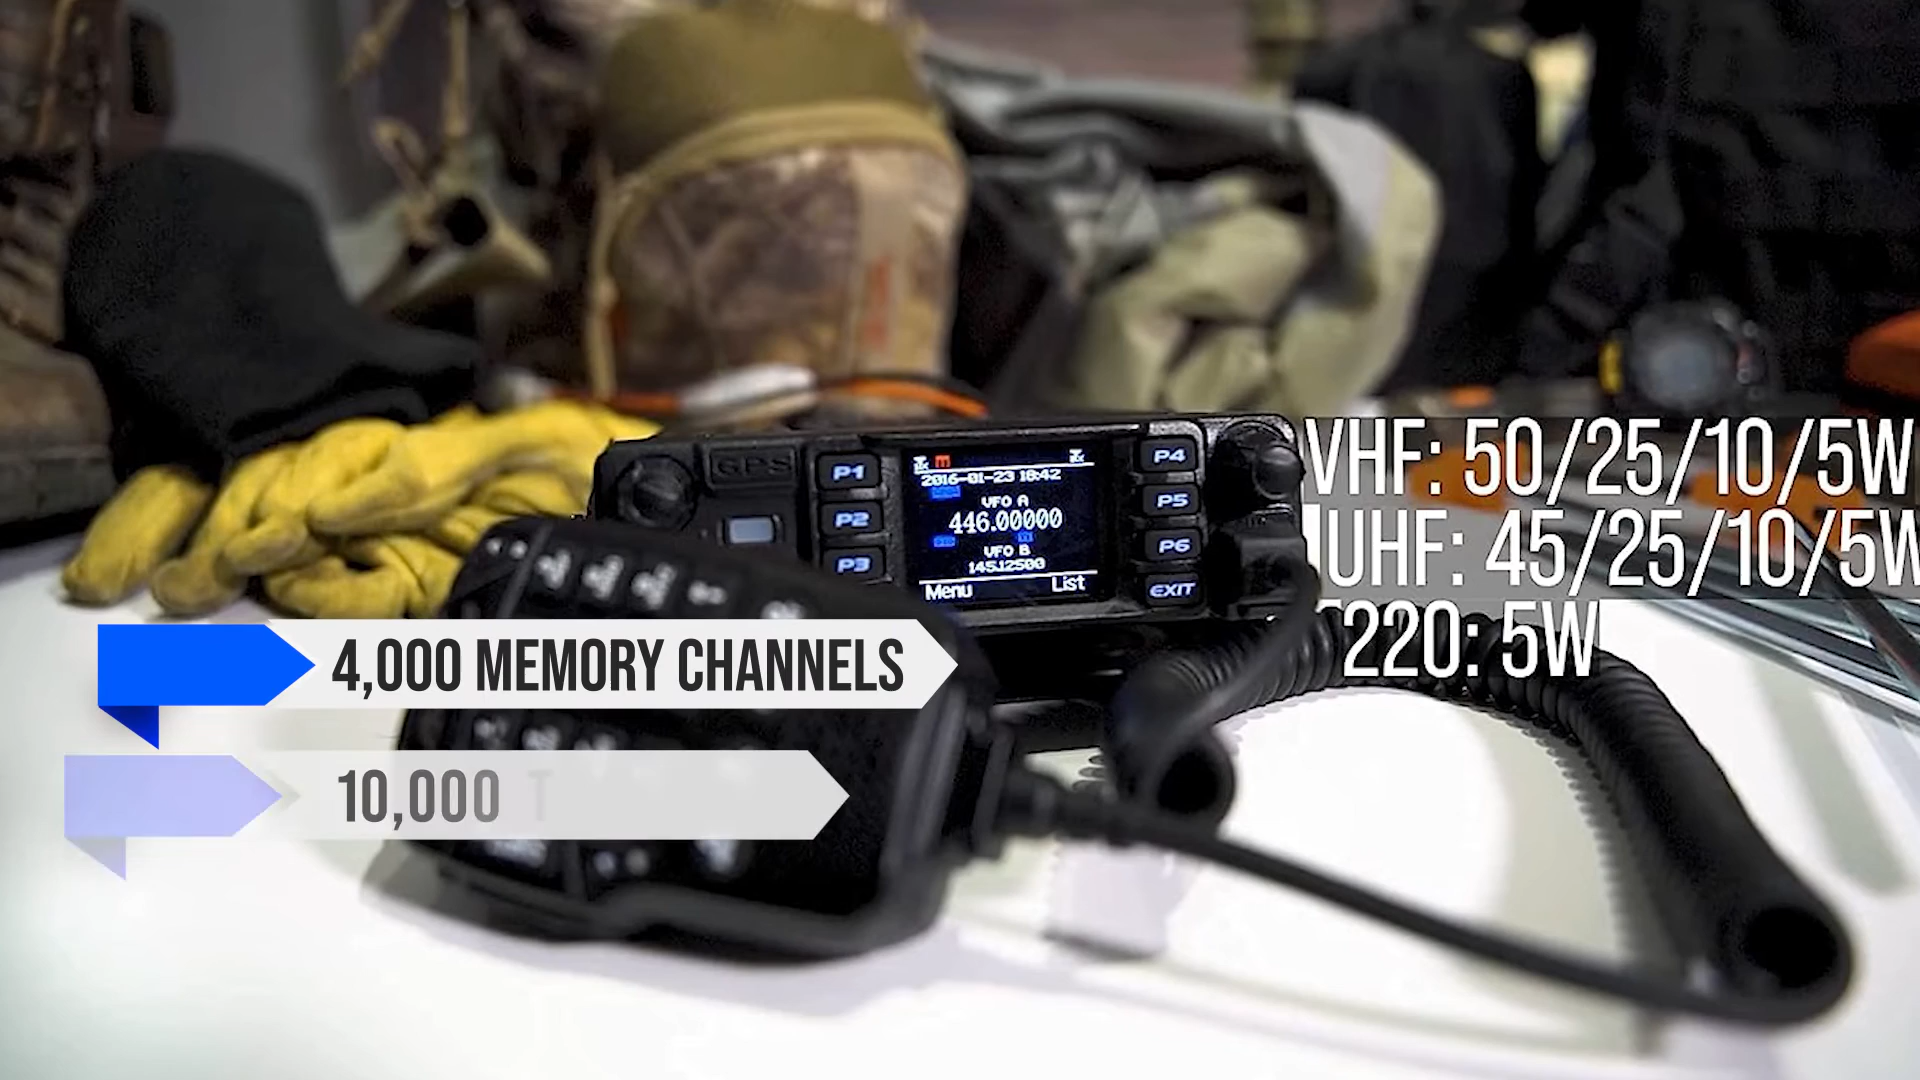 GPS
P1
P2
P3
2016-01-23 18:42
VFO A
446.00000
VFO B
145.12500
Menu List
P4
P5
P6
EXIT
VHF: 50/25/10/5W
UHF: 45/25/10/5W
220: 5W
4,000 MEMORY CHANNELS
10,000 T